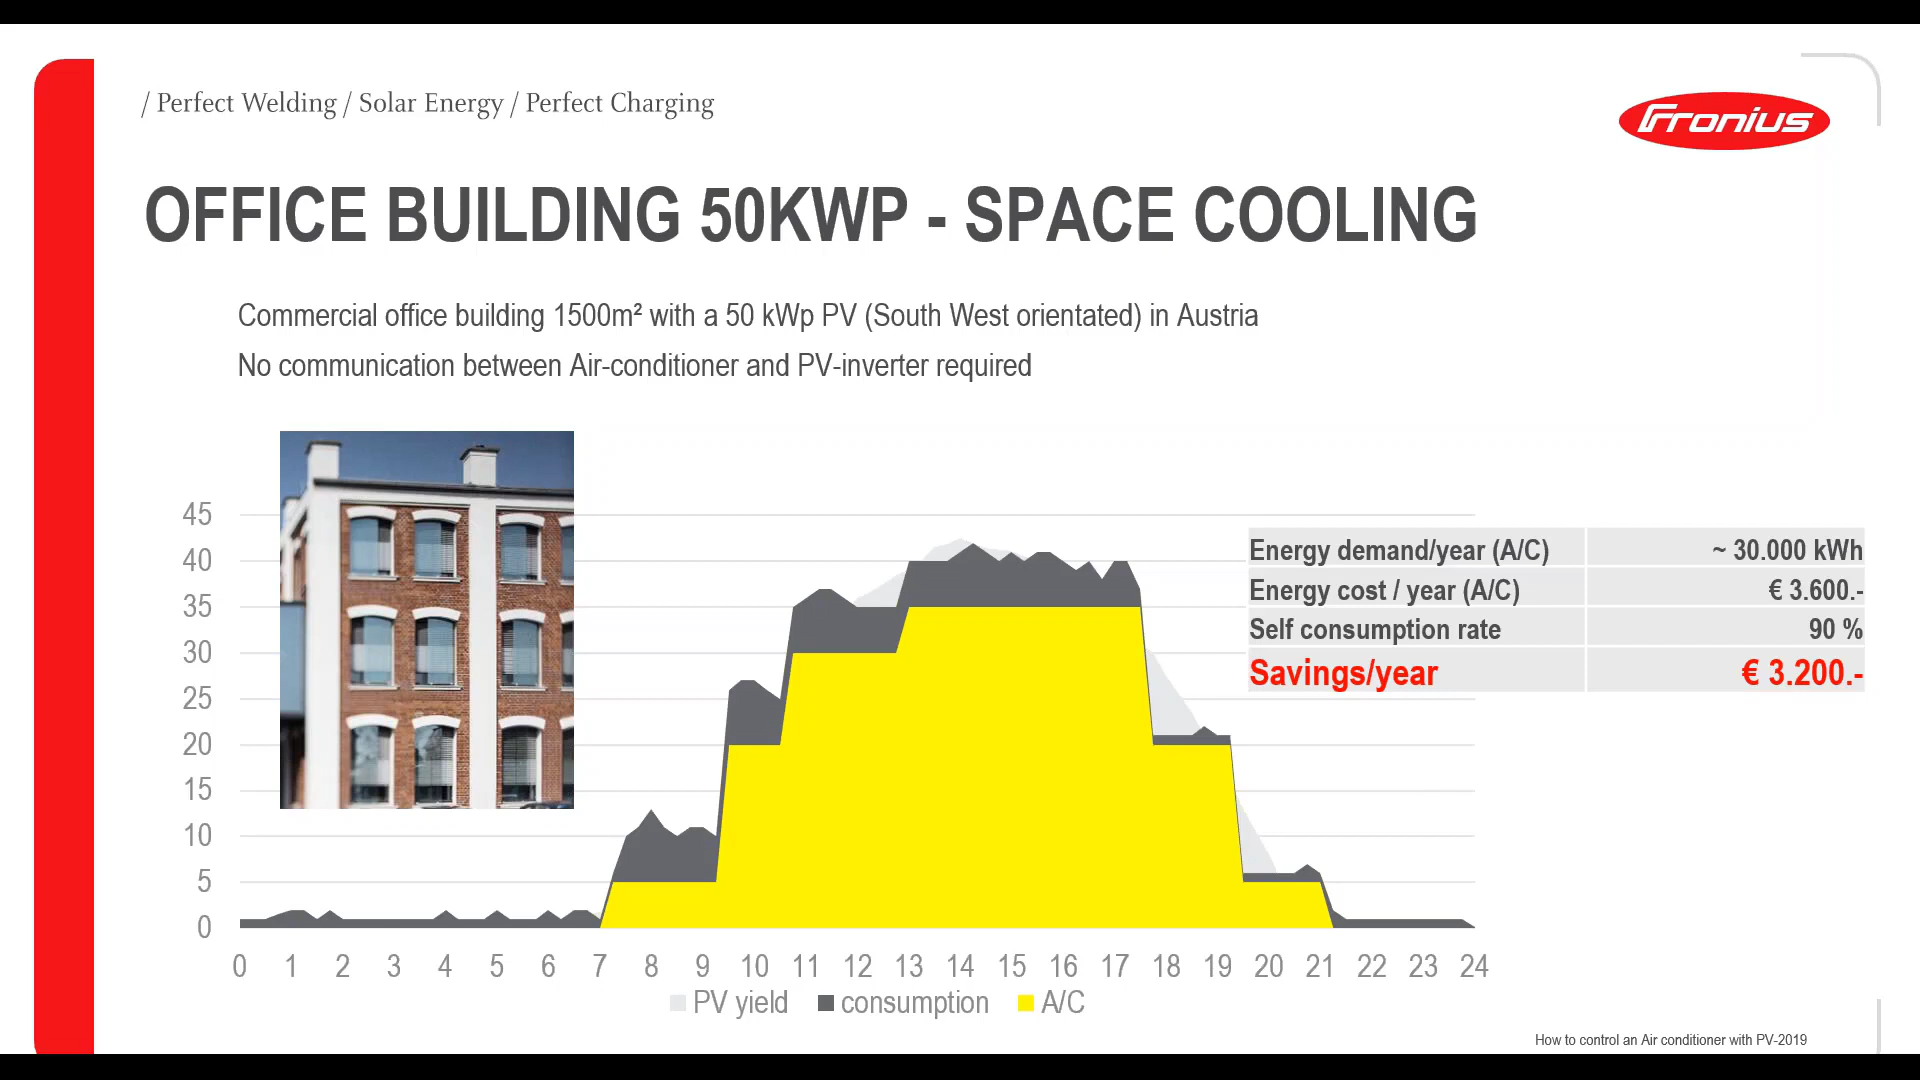 / Perfect Welding / Solar Energy / Perfect Charging
Fronius
OFFICE BUILDING 50KWP - SPACE COOLING
Commercial office building 1500m² with a 50 kWp PV (South West orientated) in Austria
No communication between Air-conditioner and PV-inverter required
45
40
35
30
25
20
15
10
5
0
0 1 2 3 4 5 6 7 8 9 10 11 12 13 14 15 16 17 18 19 20 21 22 23 24
PV yield consumption A/C
Energy demand/year (A/C) ~ 30.000 kWh
Energy cost / year (A/C) € 3.600.-
Self consumption rate 90 %
Savings/year € 3.200.-
How to control an Air conditioner with PV-2019